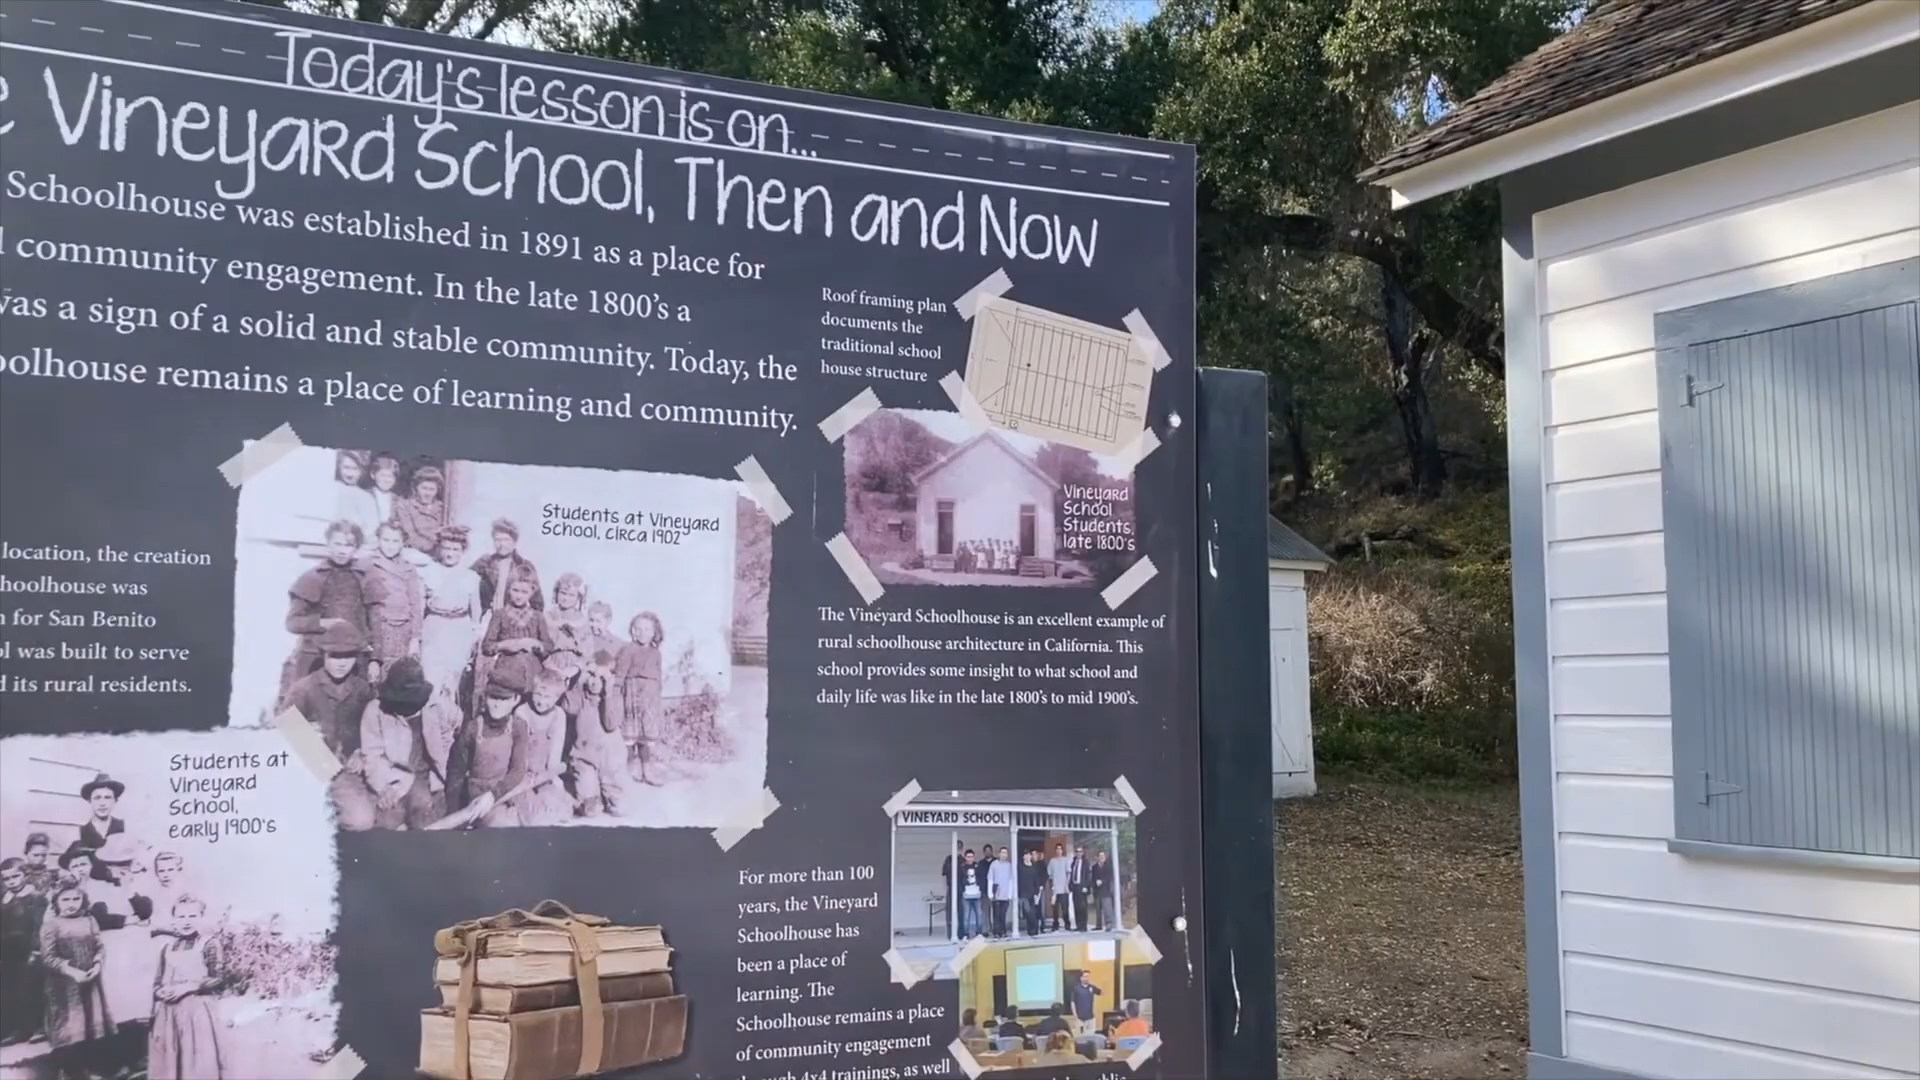 Today's lesson is on...
Vineyard School, Then and Now
Schoolhouse was established in 1891 as a place for
community engagement. In the late 1800's a
was a sign of a solid and stable community. Today, the
oolhouse remains a place of learning and community.
Roof framing plan
documents the
traditional school
house structure
Vineyard
School
Students,
late 1800's
Students at Vineyard
School, circa 1902
location, the creation
hoolhouse was
for San Benito
was built to serve
its rural residents.
The Vineyard Schoolhouse is an excellent example of
rural schoolhouse architecture in California. This
school provides some insight to what school and
daily life was like in the late 1800's to mid 1900's.
Students at
Vineyard
School,
early 1900's
VINEYARD SCHOOL
For more than 100
years, the Vineyard
Schoolhouse has
been a place of
learning. The
Schoolhouse remains a place
of community engagement
4x4 trainings, as well